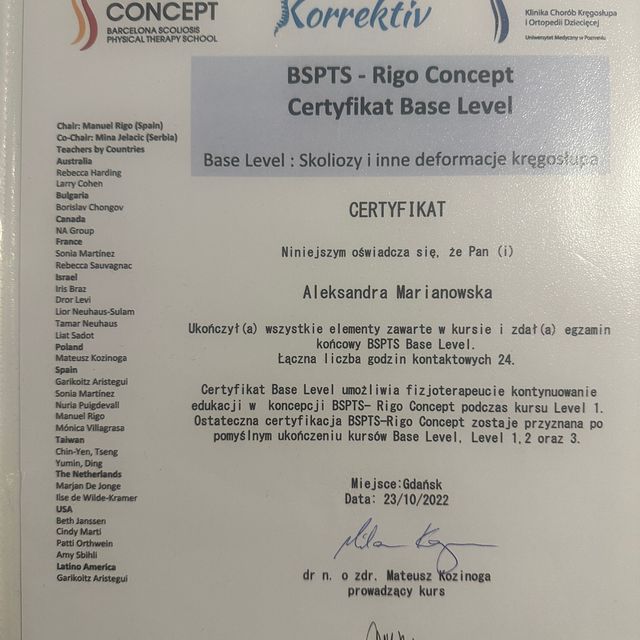 CONCEPT
BARCELONA SCOLIOSIS
PHYSICAL THERAPY SCHOOL
Korrektiv
Klinika Chorób Kręgosłupa
i Ortopedii Dziecięcej
Uniwersytet Medyczny w Poznaniu
BSPTS - Rigo Concept
Certyfikat Base Level
Base Level : Skoliozy i inne deformacje kręgosłupa
Chair: Manuel Rigo (Spain)
Co-Chair: Mina Jelacic (Serbia)
Teachers by Countries
Australia
Rebecca Harding
Larry Cohen
Bulgaria
Borislav Chongov
Canada
NA Group
France
Sonia Martínez
Rebecca Sauvagnac
Israel
Iris Braz
Dror Levi
Lior Neuhaus-Sulam
Tamar Neuhaus
Liat Sadot
Poland
Mateus Kozinoga
Spain
Garikoitz Aristegui
Sonia Martínez
Nuria Puigdevall
Manuel Rigo
Mónica Villagrasa
Taiwan
Chin-Yen, Tseng
Yumin, Ding
The Netherlands
Marjan De Jonge
Ilse de Wilde-Kramer
USA
Beth Janssen
Cindy Marti
Patti Orthwein
Amy Sbihli
Latino America
Garikoitz Aristegui
CERTYFIKAT
Niniejszym oświadcza się, że Pan (i)
Aleksandra Marianowska
Ukończył(a) wszystkie elementy zawarte w kursie i zdał(a) egzamin
końcowy BSPTS Base Level.
Łączna liczba godzin kontaktowych 24.
Certyfikat Base Level umożliwia fizjoterapeucie kontynuowanie
edukacji w koncepcji BSPTS– Rigo Concept podczas kursu Level 1.
Ostateczna certyfikacja BSPTS-Rigo Concept zostaje przyznana po
pomyślnym ukończeniu kursów Base Level, Level 1,2 oraz 3.
Miejsce:Gdańsk
Data: 23/10/2022
dr n. o zdr. Mateusz Kozinoga
prowadzący kurs